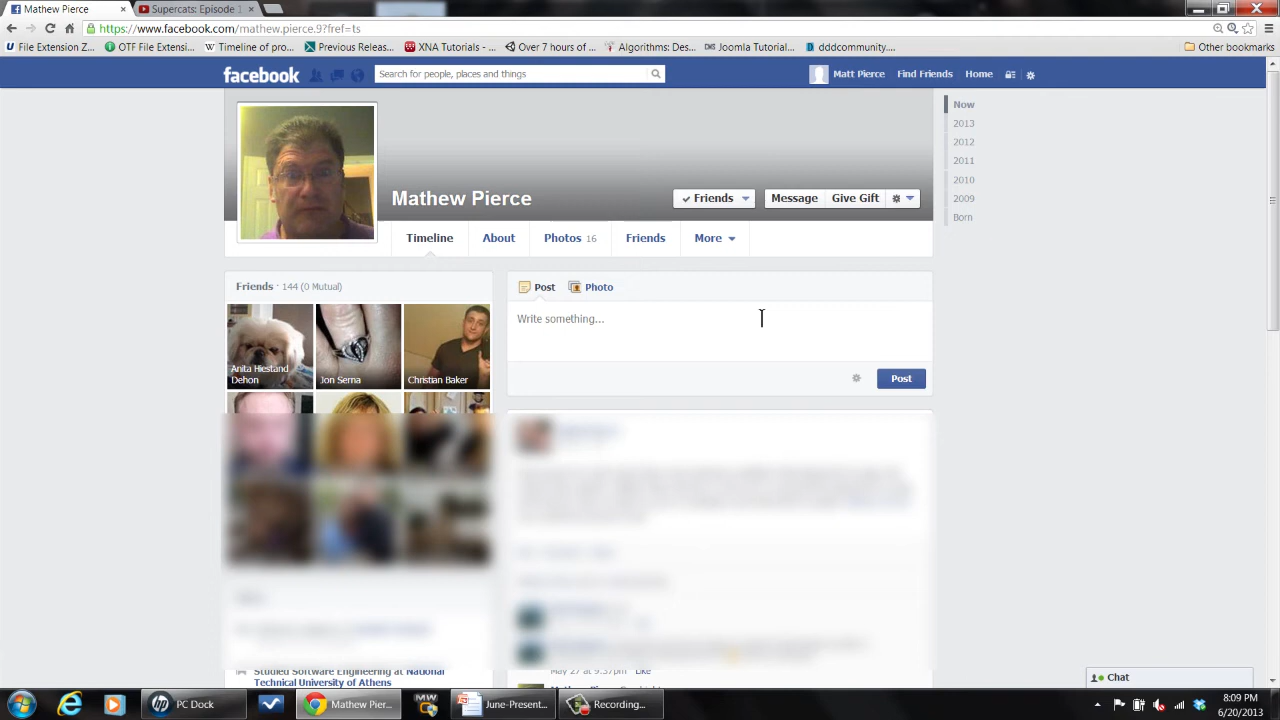 Mathew Pierce
Supercats: Episode 1
https://www.facebook.com/mathew.pierce.9?fref=ts
File Extension Z...
OTF File Extensi...
Timeline of pro...
Previous Releas...
XNA Tutorials - ...
Over 7 hours of ...
Algorithms: Des...
Joomla Tutorial...
dddcommunity....
Other bookmarks
facebook
Search for people, places and things
Matt Pierce
Find Friends
Home
Now
2013
2012
2011
2010
2009
Born
Mathew Pierce
Friends
Message
Give Gift
Timeline
About
Photos 16
Friends
More
Friends · 144 (0 Mutual)
Anita Hiestand
Dehon
Jon Serna
Christian Baker
Post
Photo
Write something...
Post
Studied Software Engineering at National
Technical University of Athens
May 27 at 9:37pm
Like
Chat
PC Dock
Mathew Pier...
MW
June-Present...
Recording...
8:09 PM
6/20/2013